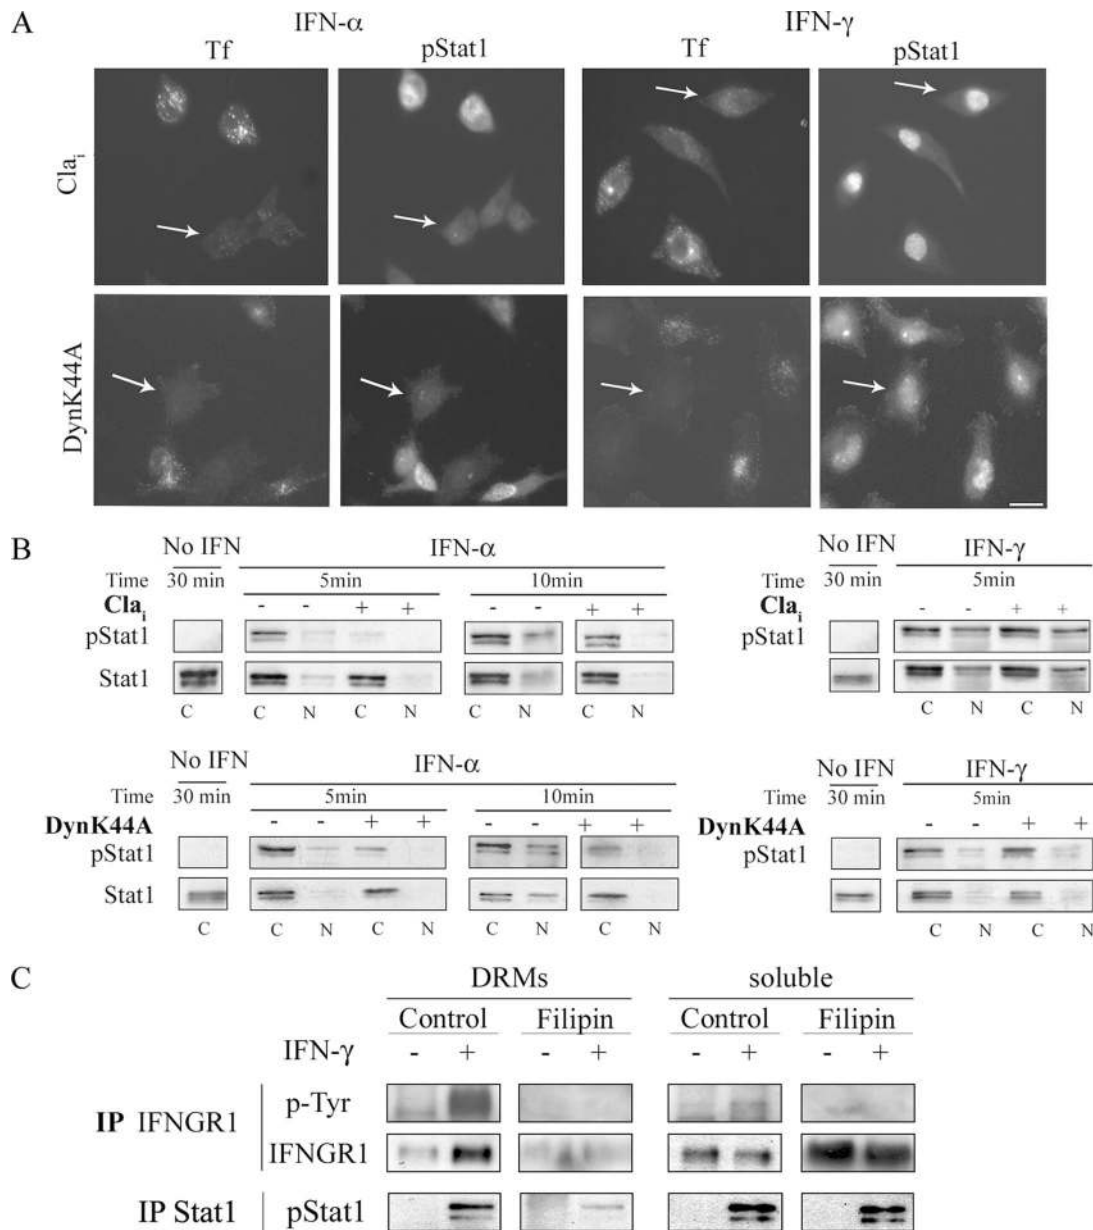 A
IFN-α IFN-γ
Tf pStat1 Tf pStat1
Cla_i
DynK44A
B
No IFN IFN-α No IFN IFN-γ
Time 30 min 5min 10min Time 30 min 5min
Cla_i - - + + - - + + Cla_i - - + +
pStat1 pStat1
Stat1
C C N C N C N C N C C N C N
No IFN IFN-α No IFN IFN-γ
Time 30 min 5min 10min Time 30 min 5min
DynK44A - - + + - - + + DynK44A - - + +
pStat1 pStat1
Stat1
C C N C N C N C N C C N C N
C
DRMs soluble
Control Filipin Control Filipin
IFN-γ - + - + - + - +
p-Tyr
IP IFNGR1
IFNGR1
IP Stat1 pStat1